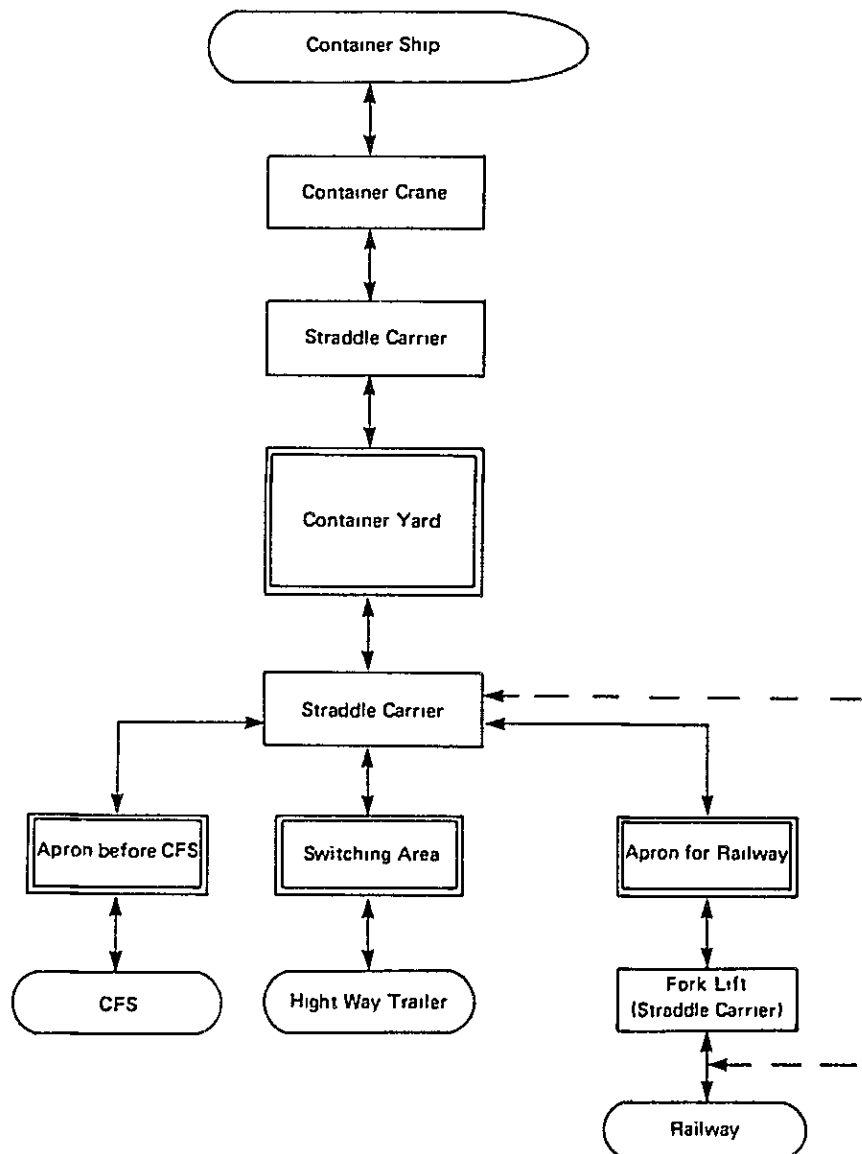 Container Ship
Container Crane
Straddle Carrier
Container Yard
Straddle Carrier
Apron before CFS
Switching Area
Apron for Railway
CFS
Hight Way Trailer
Fork Lift
(Straddle Carrier)
Railway